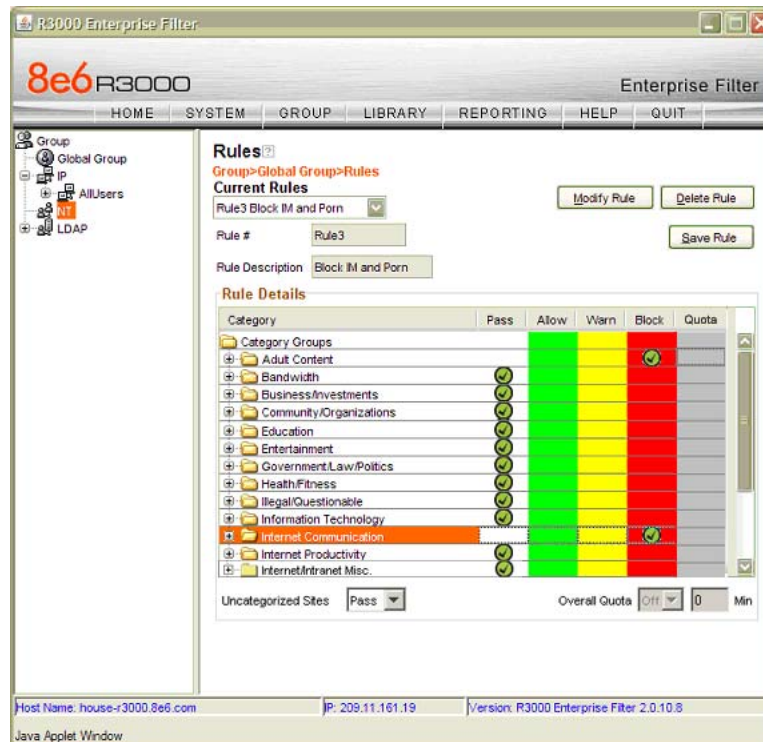 R3000 Enterprise Filter
8e6 R3000
Enterprise Filter
HOME SYSTEM GROUP LIBRARY REPORTING HELP QUIT
Group
Global Group
IP
AllUsers
NT
LDAP
Rules?
Group>Global Group>Rules
Current Rules
Rule3 Block IM and Porn
Modify Rule
Delete Rule
Rule #
Rule3
Save Rule
Rule Description
Block IM and Porn
Rule Details
Category Pass Allow Warn Block Quota
Category Groups
Adult Content
Bandwidth
Business/Investments
Community/Organizations
Education
Entertainment
Government/Law/Politics
Health/Fitness
Illegal/Questionable
Information Technology
Internet Communication
Internet Productivity
Internet/Intranet Misc.
Uncategorized Sites Pass
Overall Quota Off 0 Min
Host Name: house-r3000.8e6.com
IP: 209.11.161.19
Version: R3000 Enterprise Filter 2.0.10.8
Java Applet Window